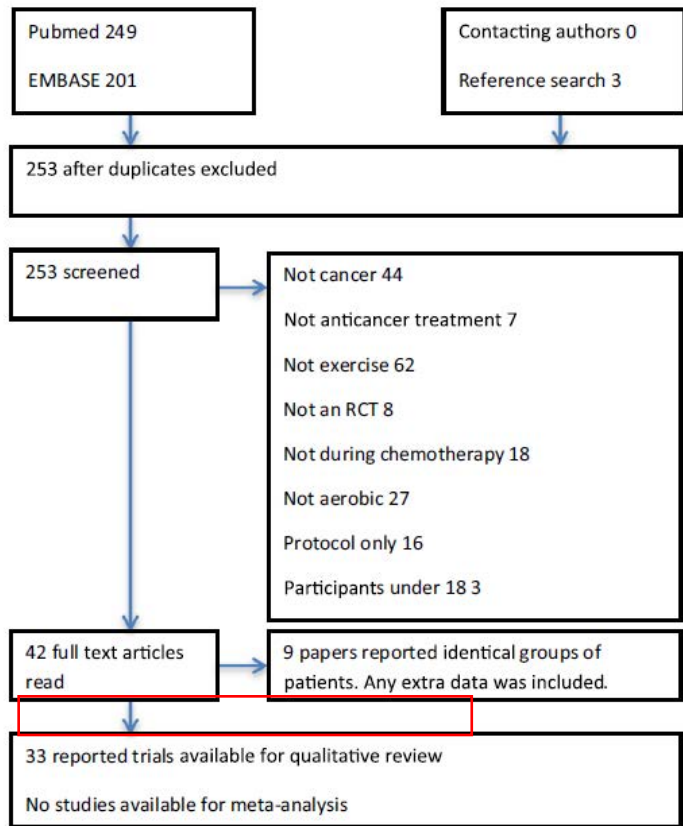 Pubmed 249
EMBASE 201
Contacting authors 0
Reference search 3
253 after duplicates excluded
253 screened
Not cancer 44
Not anticancer treatment 7
Not exercise 62
Not an RCT 8
Not during chemotherapy 18
Not aerobic 27
Protocol only 16
Participants under 18 3
42 full text articles
read
9 papers reported identical groups of
patients. Any extra data was included.
33 reported trials available for qualitative review
No studies available for meta-analysis